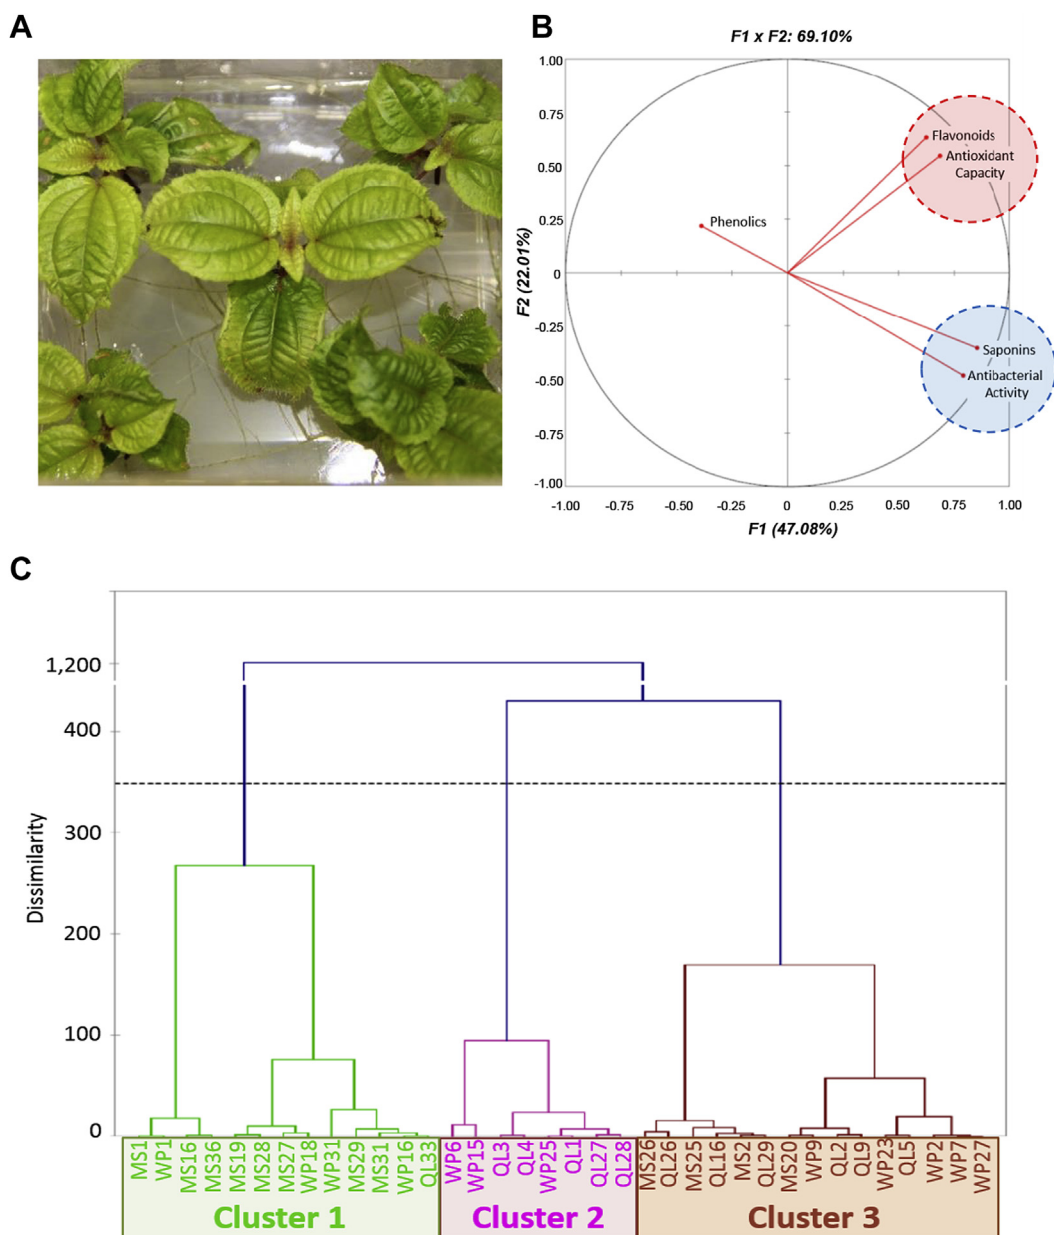 A
B
F1 x F2: 69.10%
1.00
0.75
0.50
0.25
0
-0.25
-0.50
-0.75
-1.00
F2 (22.01%)
Flavonoids
Antioxidant
Capacity
Phenolics
Saponins
Antibacterial
Activity
-1.00 -0.75 -0.50 -0.25 0 0.25 0.50 0.75 1.00
F1 (47.08%)
C
1,200
400
300
200
100
0
Dissimilarity
MS1
WP1
MS16
MS36
MS19
MS28
MS27
WP18
WP31
MS29
MS31
WP16
QL33
WP6
WP15
QL3
QL4
WP25
QL1
QL27
QL28
MS26
QL26
MS25
QL16
MS2
QL29
MS20
WP9
QL2
QL9
WP23
QL5
WP2
WP7
WP27
Cluster 1
Cluster 2
Cluster 3